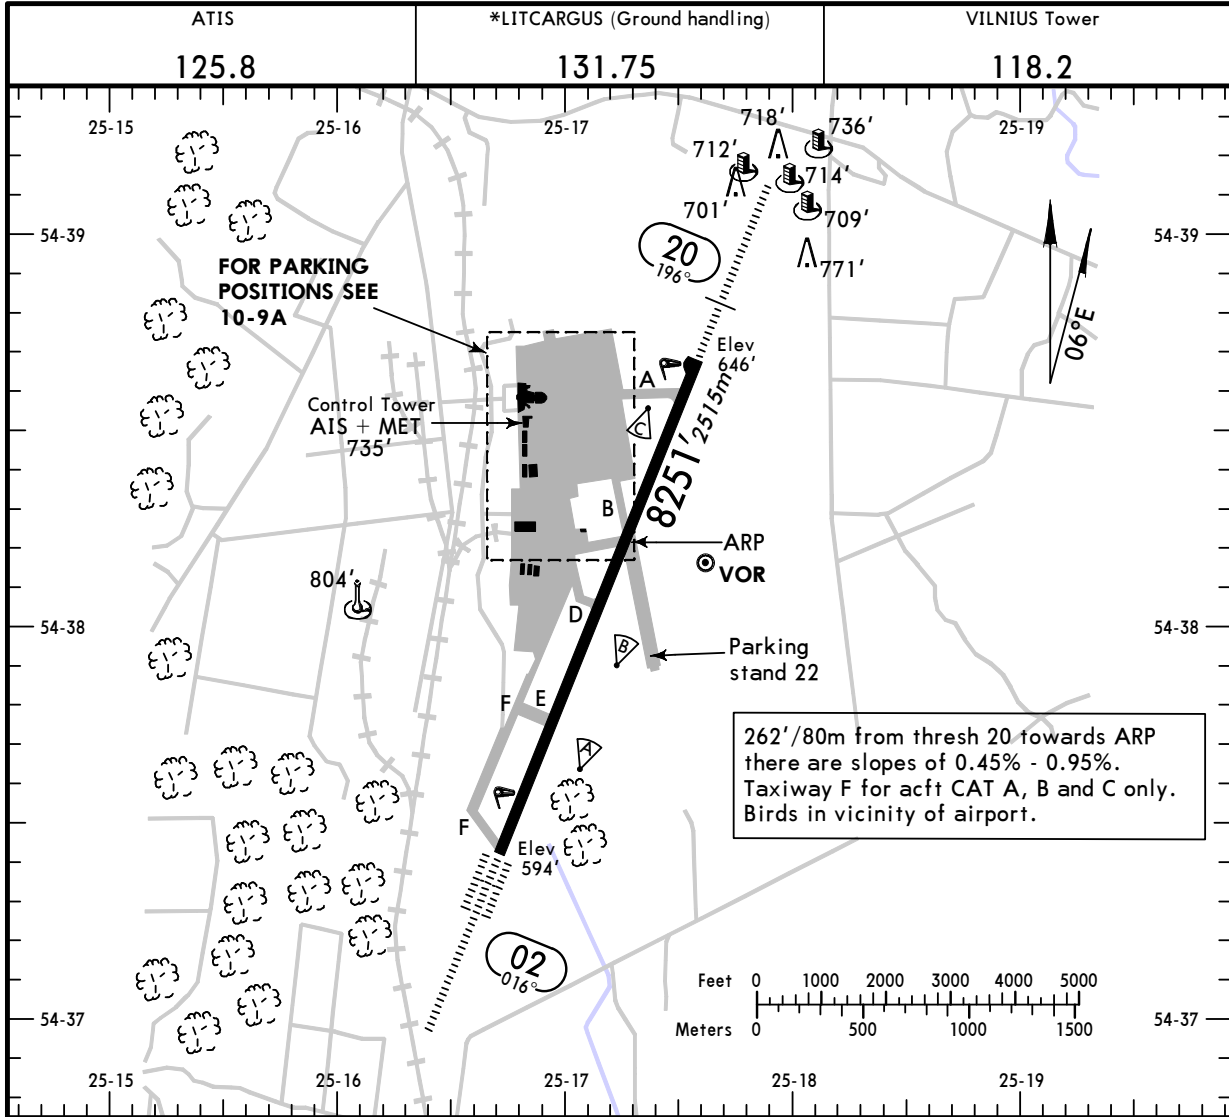 ATIS
125.8
*LITCARGUS (Ground handling)
131.75
VILNIUS Tower
118.2
25-15
25-16
25-17
25-19
718'
736'
712'
714'
701'
709'
771'
54-39
54-39
20
196°
FOR PARKING
POSITIONS SEE
10-9A
06°E
Elev
646'
A
Control Tower
AIS + MET
735'
C
8251' 2515m
B
ARP
VOR
804'
D
54-38
54-38
B
Parking
stand 22
F
E
A
262'/80m from thresh 20 towards ARP
there are slopes of 0.45% - 0.95%.
Taxiway F for acft CAT A, B and C only.
Birds in vicinity of airport.
F
Elev
594'
02
016°
Feet 0 1000 2000 3000 4000 5000
Meters 0 500 1000 1500
54-37
54-37
25-15
25-16
25-17
25-18
25-19